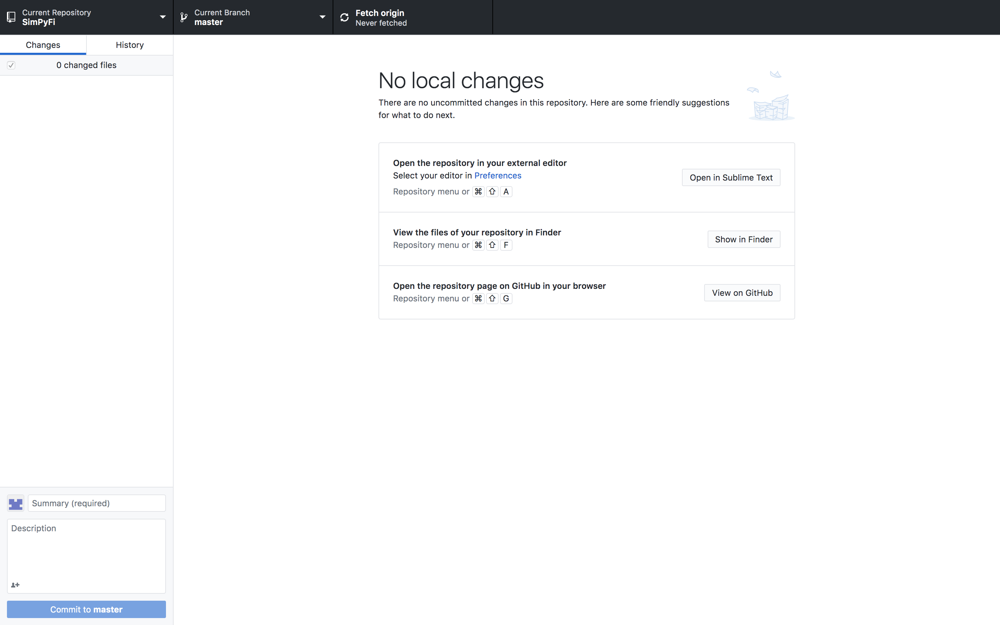 Current Repository
SimPyFi
Current Branch
master
Fetch origin
Never fetched
Changes
History
0 changed files
No local changes
There are no uncommitted changes in this repository. Here are some friendly suggestions
for what to do next.
Open the repository in your external editor
Select your editor in Preferences
Repository menu or ⌘ ⇧ A
Open in Sublime Text
View the files of your repository in Finder
Repository menu or ⌘ ⇧ F
Show in Finder
Open the repository page on GitHub in your browser
Repository menu or ⌘ ⇧ G
View on GitHub
Summary (required)
Description
Commit to master